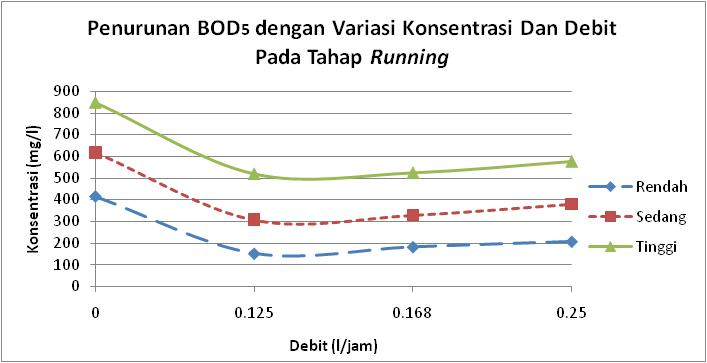 Penurunan BOD5 dengan Variasi Konsentrasi Dan Debit
Pada Tahap Running
Konsentrasi (mg/l)
900
800
700
600
500
400
300
200
100
0
0
0.125
0.168
0.25
Debit (l/jam)
Rendah
Sedang
Tinggi